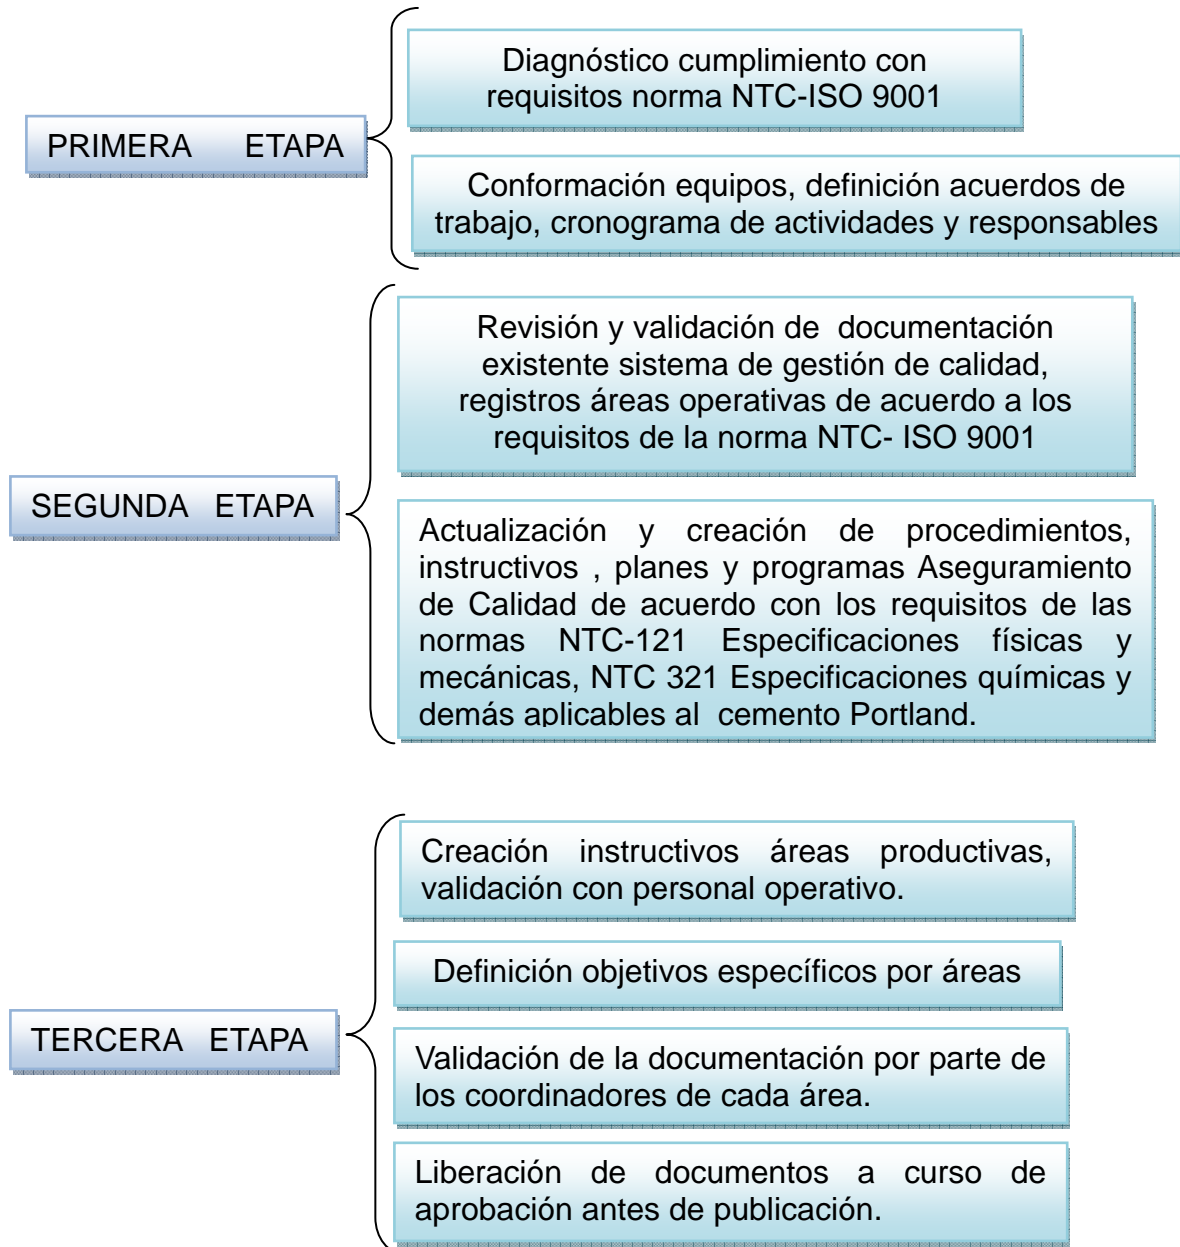 PRIMERA ETAPA
Diagnóstico cumplimiento con
requisitos norma NTC-ISO 9001
Conformación equipos, definición acuerdos de
trabajo, cronograma de actividades y responsables
SEGUNDA ETAPA
Revisión y validación de documentación
existente sistema de gestión de calidad,
registros áreas operativas de acuerdo a los
requisitos de la norma NTC- ISO 9001
Actualización y creación de procedimientos,
instructivos , planes y programas Aseguramiento
de Calidad de acuerdo con los requisitos de las
normas NTC-121 Especificaciones físicas y
mecánicas, NTC 321 Especificaciones químicas y
demás aplicables al cemento Portland.
TERCERA ETAPA
Creación instructivos áreas productivas,
validación con personal operativo.
Definición objetivos específicos por áreas
Validación de la documentación por parte de
los coordinadores de cada área.
Liberación de documentos a curso de
aprobación antes de publicación.